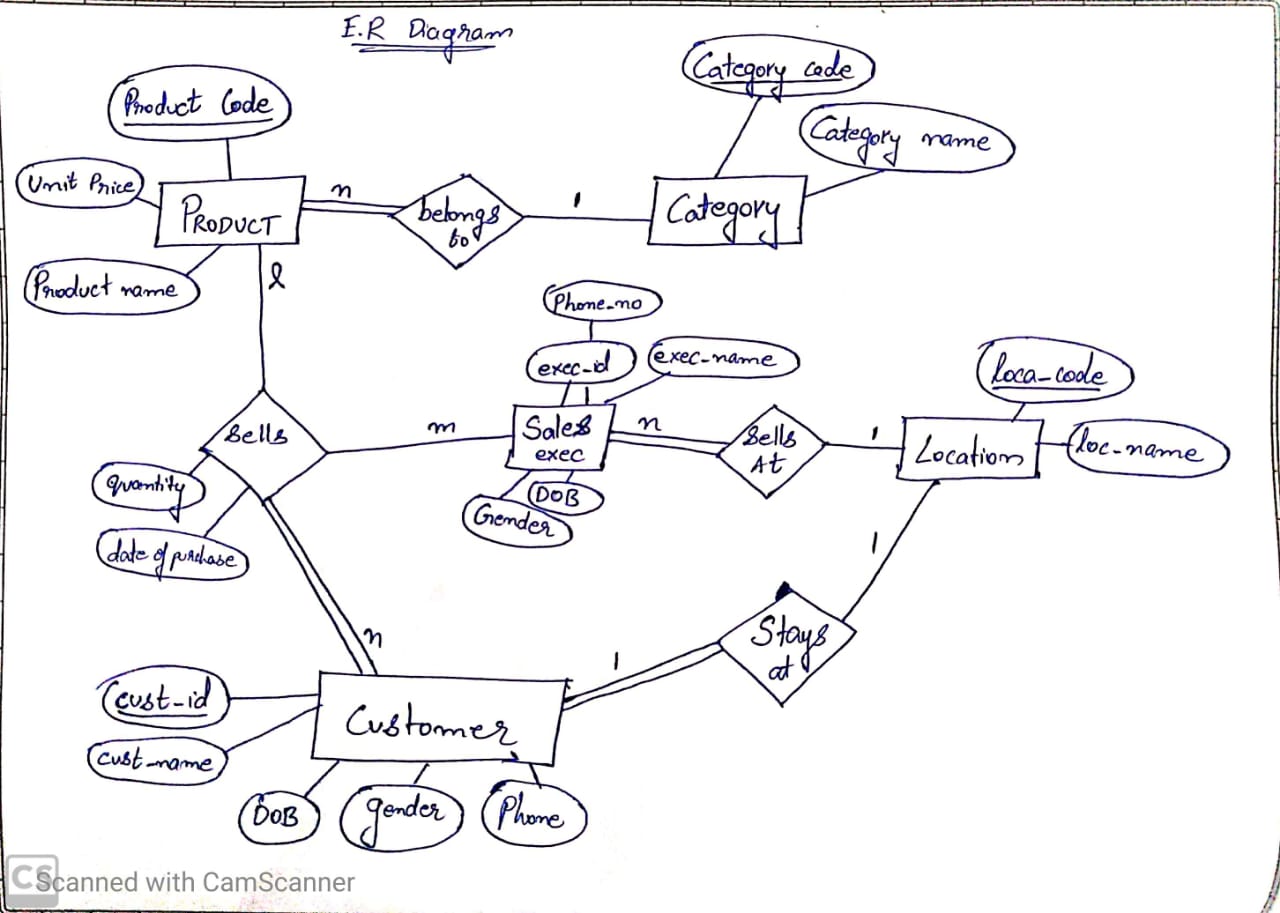 E.R Diagram
Product Code
Category code
Category name
Unit Price
PRODUCT
n
belongs
to
1
Category
Product name
l
Phone-no
exec-id
exec-name
loca-code
Sells
m
Sales
exec
n
Sells
At
1
Location
loc-name
quantity
DOB
Gender
date of purchase
1
n
1
Stays
at
cust-id
Customer
cust-name
DOB
gender
Phone
CS
Scanned with CamScanner